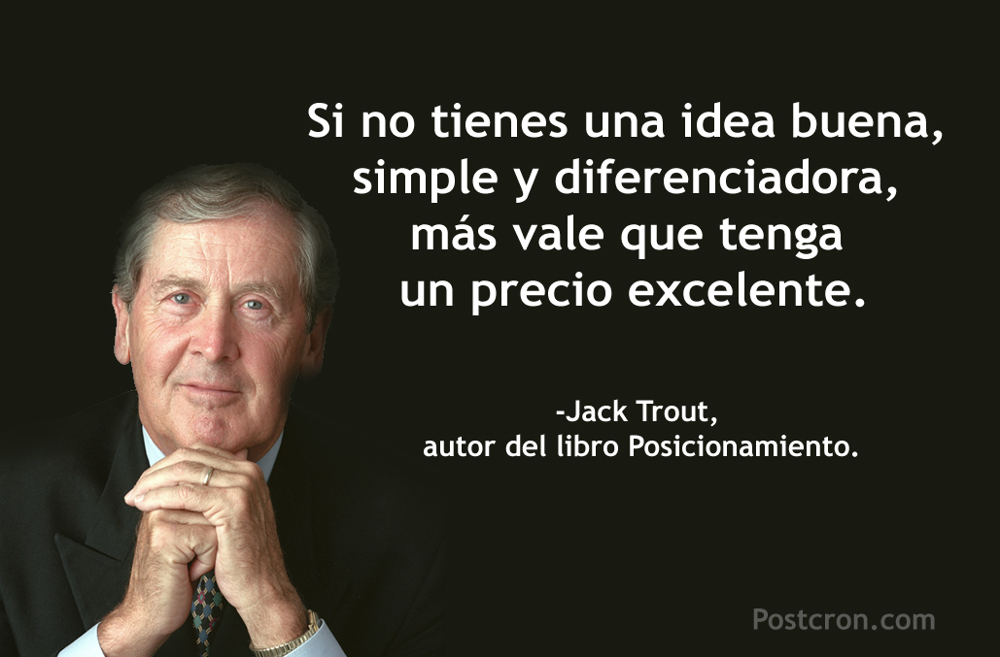 Si no tienes una idea buena,
simple y diferenciadora,
más vale que tenga
un precio excelente.
-Jack Trout,
autor del libro Posicionamiento.
Postcron.com